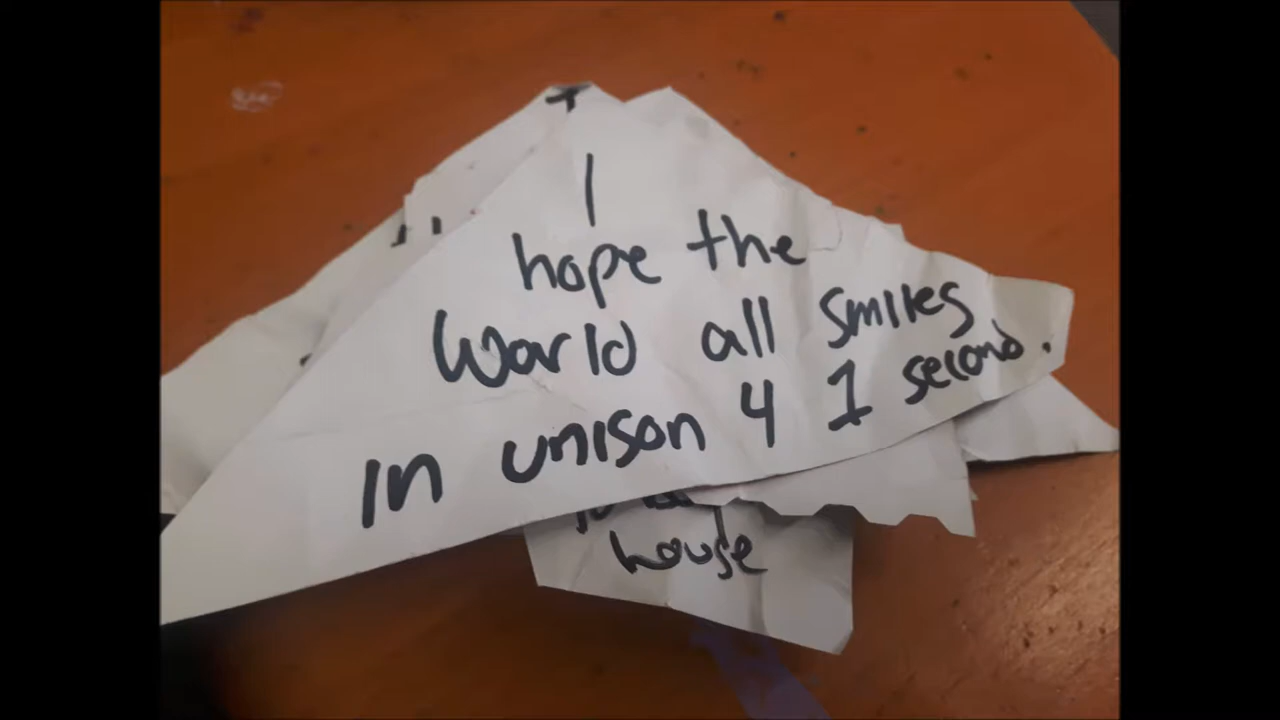 I
hope the
World all smiles
in unison 4 1 second.
house